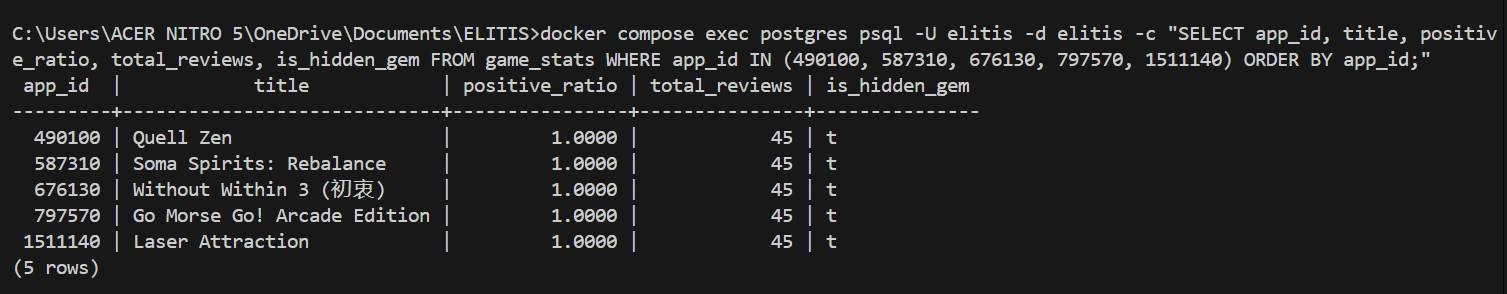 C:\Users\ACER NITRO 5\OneDrive\Documents\ELITIS>docker compose exec postgres psql -U elitis -d elitis -c "SELECT app_id, title, positiv
e_ratio, total_reviews, is_hidden_gem FROM game_stats WHERE app_id IN (490100, 587310, 676130, 797570, 1511140) ORDER BY app_id;"
 app_id  |            title            | positive_ratio | total_reviews | is_hidden_gem
---------+-----------------------------+----------------+---------------+---------------
  490100 | Quell Zen                   |         1.0000 |            45 | t
  587310 | Soma Spirits: Rebalance     |         1.0000 |            45 | t
  676130 | Without Within 3 (初衷)     |         1.0000 |            45 | t
  797570 | Go Morse Go! Arcade Edition |         1.0000 |            45 | t
 1511140 | Laser Attraction            |         1.0000 |            45 | t
(5 rows)